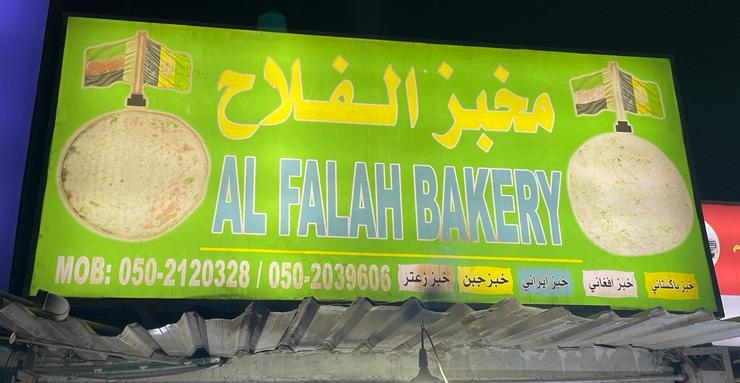 مخبز الفلاح
AL FALAH BAKERY
MOB: 050-2120328 / 050-2039606
خبز باكستاني خبز افغاني خبز ايراني خبز جبن خبز زعتر